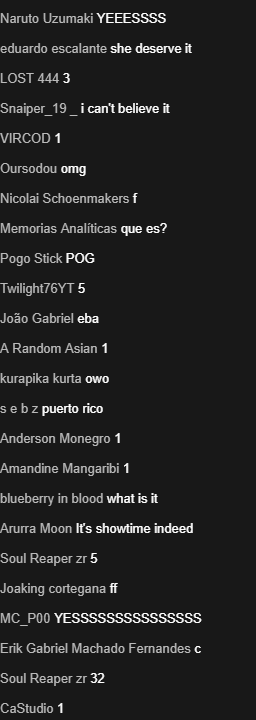 Naruto Uzumaki YEEESSSS
eduardo escalante she deserve it
LOST 444 3
Snaiper_19 _ i can't believe it
VIRCOD 1
Oursodou omg
Nicolai Schoenmakers f
Memorias Analíticas que es?
Pogo Stick POG
Twilight76YT 5
João Gabriel eba
A Random Asian 1
kurapika kurta owo
s e b z puerto rico
Anderson Monegro 1
Amandine Mangaribi 1
blueberry in blood what is it
Arurra Moon It's showtime indeed
Soul Reaper zr 5
Joaking cortegana ff
MC_P00 YESSSSSSSSSSSSSSS
Erik Gabriel Machado Fernandes c
Soul Reaper zr 32
CaStudio 1